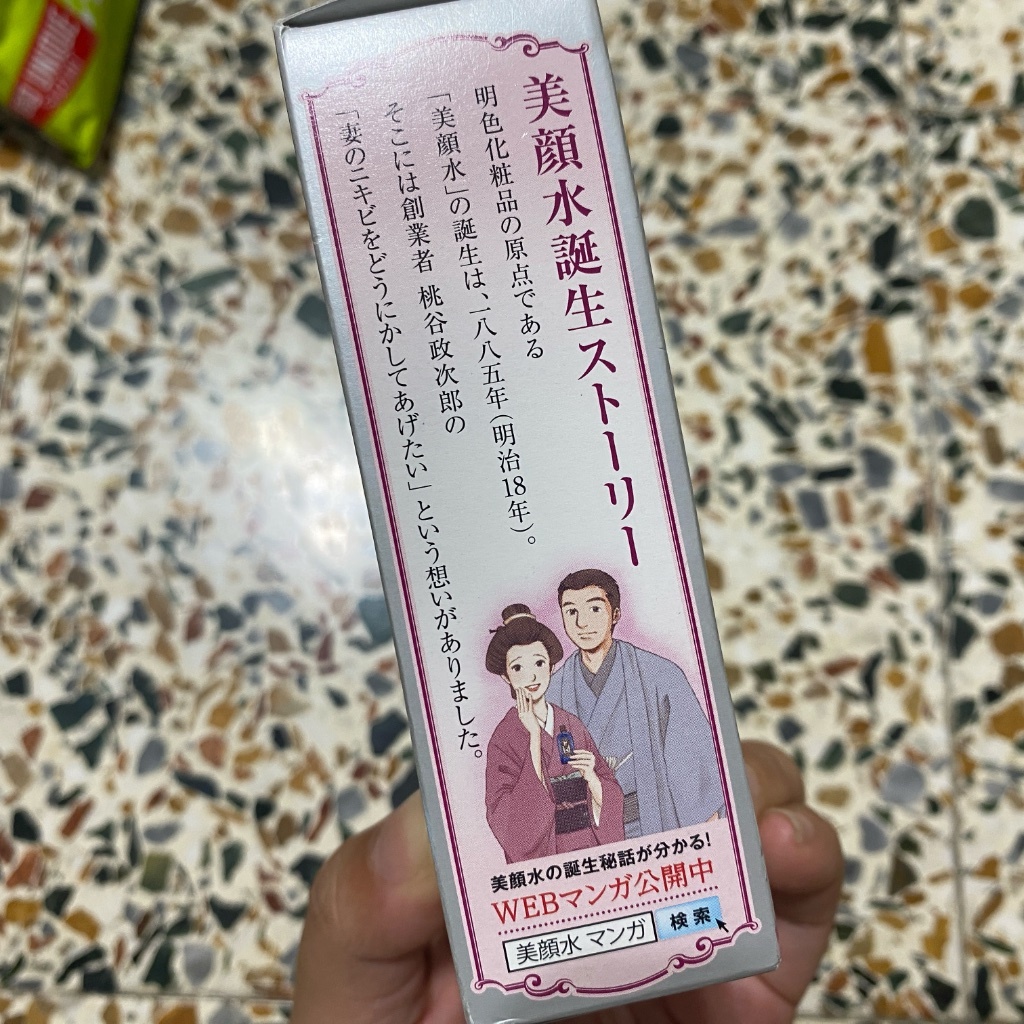 美顔水誕生ストーリー
明色化粧品の原点である
「美顔水」の誕生は、一八八五年（明治18年）。
そこには創業者 桃谷政次郎の
「妻のニキビをどうにかしてあげたい」という想いがありました。
美顔水の誕生秘話が分かる!
WEBマンガ公開中
美顔水 マンガ
検索